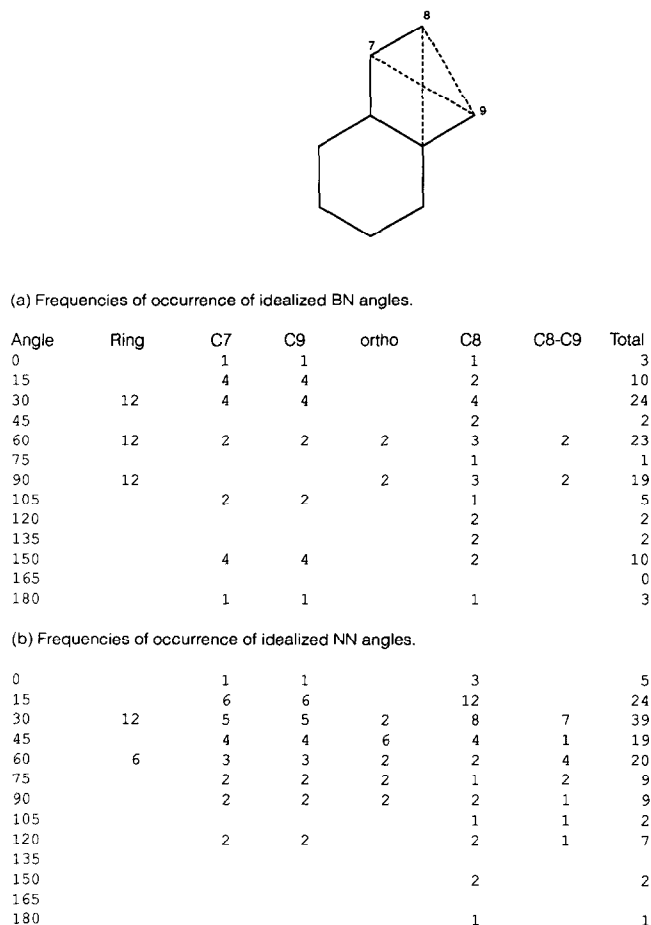 8
7
9
(a) Frequencies of occurrence of idealized BN angles.
Angle Ring C7 C9 ortho C8 C8-C9 Total
0 1 1 1 3
15 4 4 2 10
30 12 4 4 4 24
45 2 2
60 12 2 2 2 3 2 23
75 1 1
90 12 2 3 2 19
105 2 2 1 5
120 2 2
135 2 2
150 4 4 2 10
165 0
180 1 1 1 3
(b) Frequencies of occurrence of idealized NN angles.
0 1 1 3 5
15 6 6 12 24
30 12 5 5 2 8 7 39
45 4 4 6 4 1 19
60 6 3 3 2 2 4 20
75 2 2 2 1 2 9
90 2 2 2 2 1 9
105 1 1 2
120 2 2 2 1 7
135
150 2 2
165
180 1 1